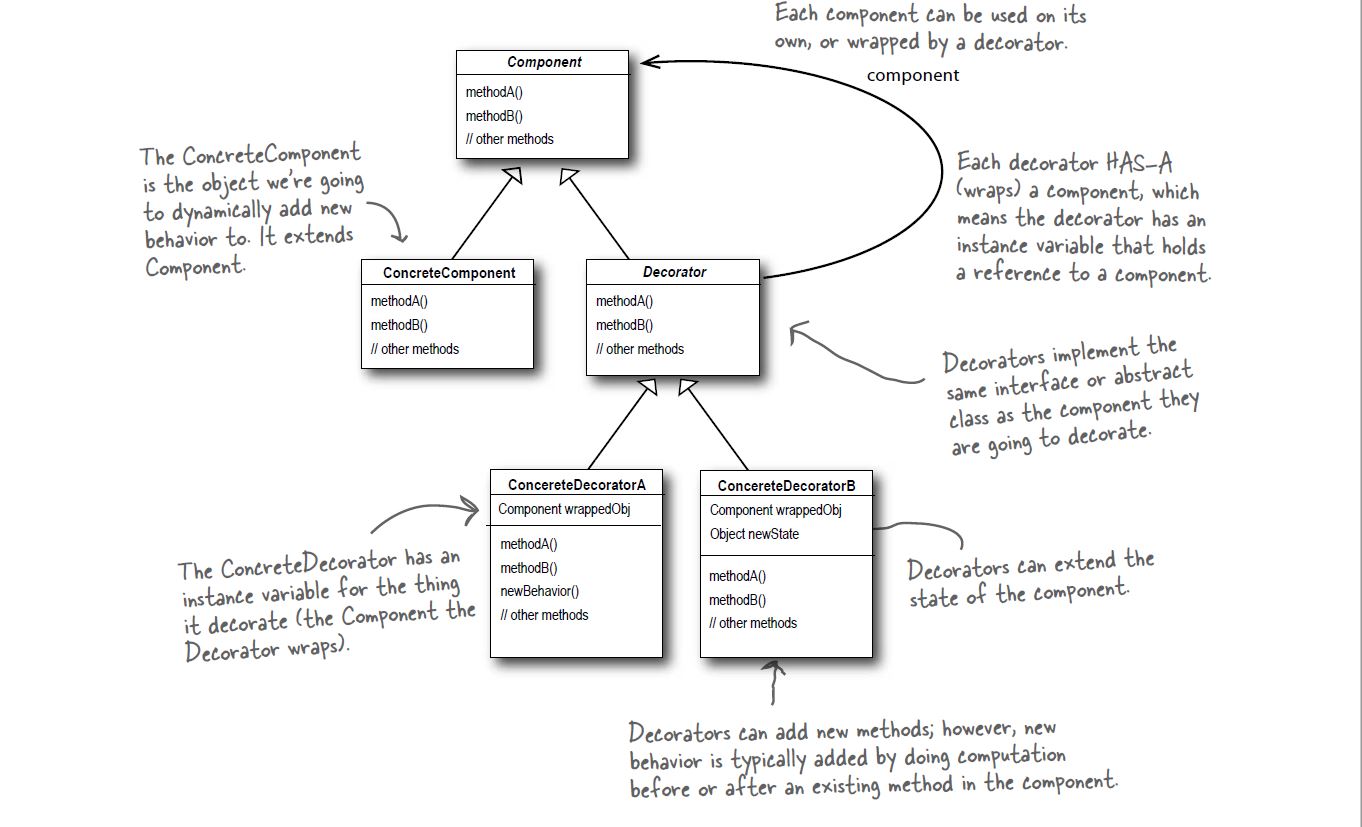 Each component can be used on its
own, or wrapped by a decorator.
component
Component
methodA()
methodB()
// other methods
The ConcreteComponent
is the object we're going
to dynamically add new
behavior to. It extends
Component.
Each decorator HAS-A
(wraps) a component, which
means the decorator has an
instance variable that holds
a reference to a component.
ConcreteComponent
methodA()
methodB()
// other methods
Decorator
methodA()
methodB()
// other methods
Decorators implement the
same interface or abstract
class as the component they
are going to decorate.
ConcereteDecoratorA
Component wrappedObj
methodA()
methodB()
newBehavior()
// other methods
ConcereteDecoratorB
Component wrappedObj
Object newState
methodA()
methodB()
// other methods
The ConcreteDecorator has an
instance variable for the thing
it decorate (the Component the
Decorator wraps).
Decorators can extend the
state of the component.
Decorators can add new methods; however, new
behavior is typically added by doing computation
before or after an existing method in the component.